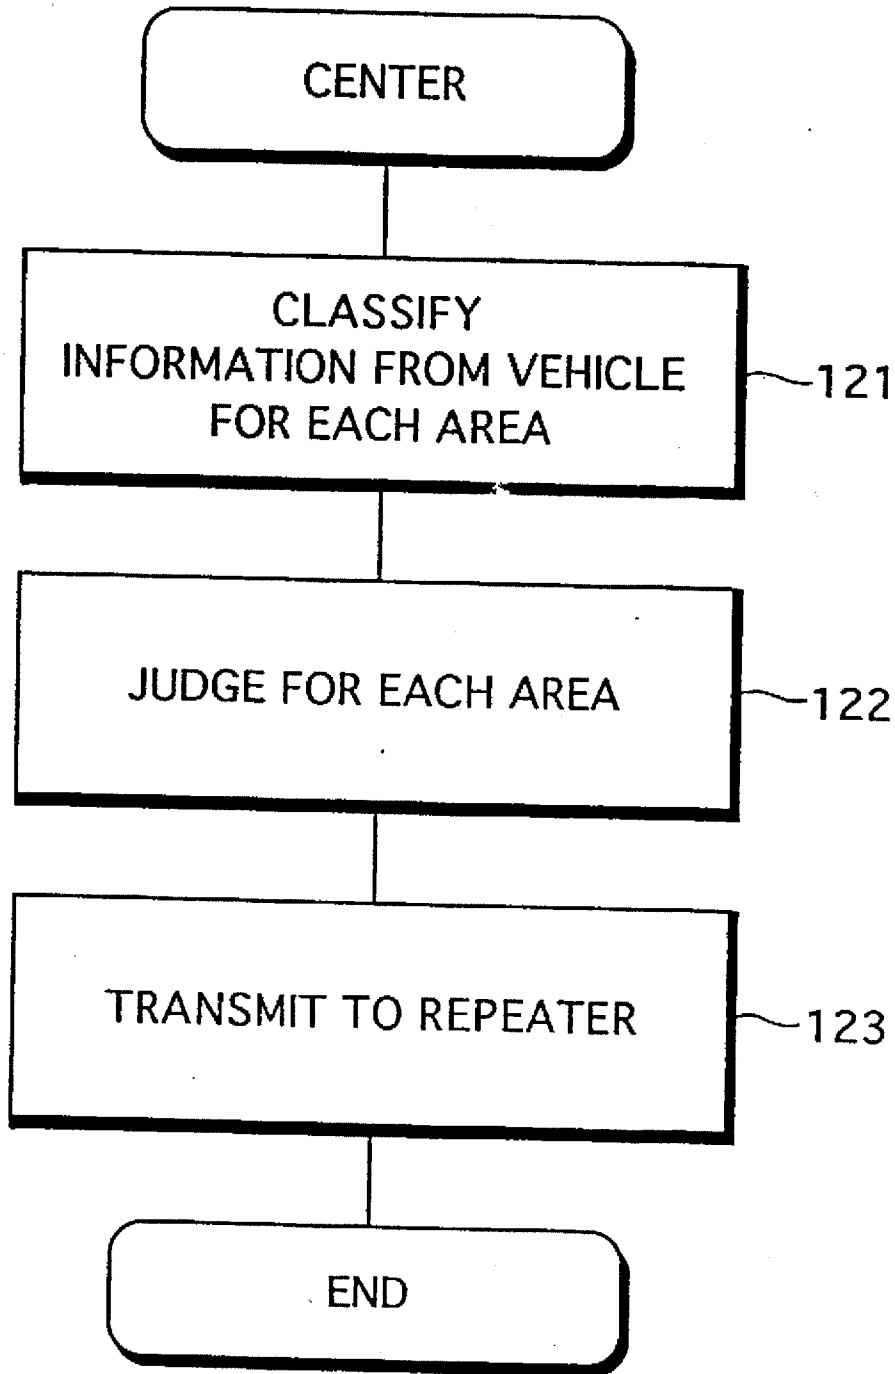 CENTER
CLASSIFY
INFORMATION FROM VEHICLE
FOR EACH AREA
121
JUDGE FOR EACH AREA
122
TRANSMIT TO REPEATER
123
END